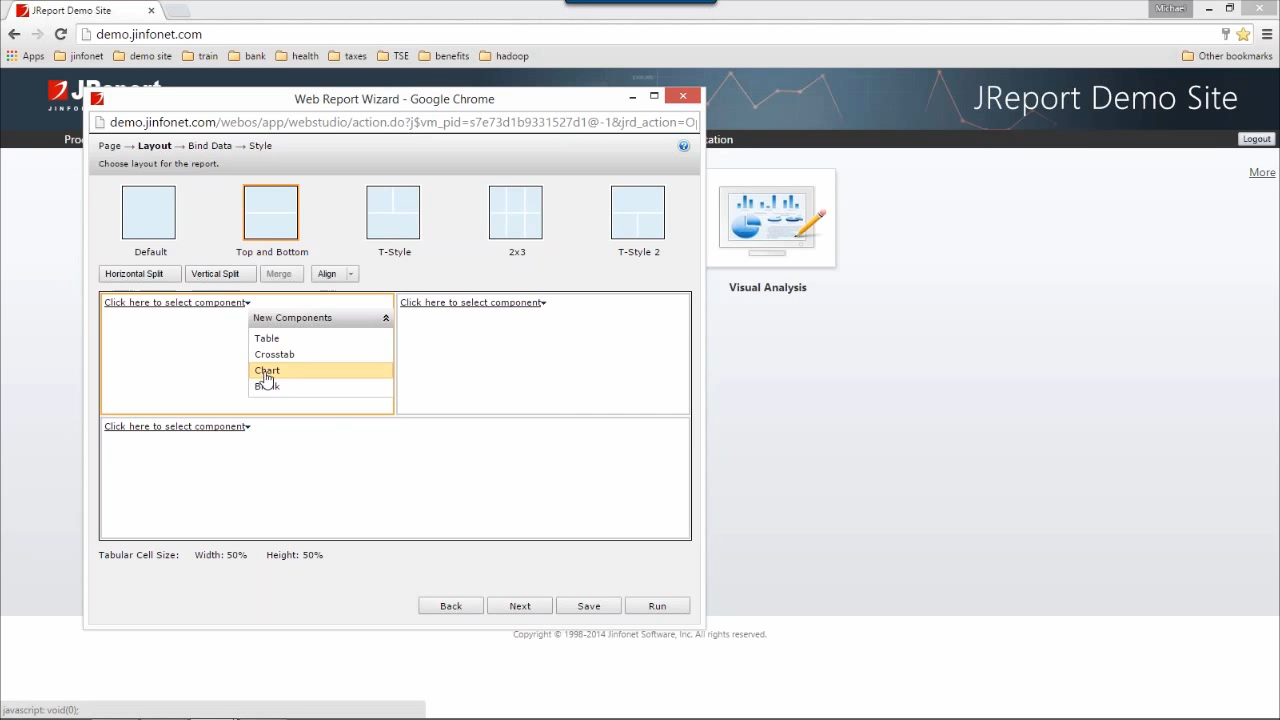 JReport Demo Site
Michael
demo.jinfonet.com
Apps jinfonet demo site train bank health taxes TSE benefits hadoop Other bookmarks
JReport Demo Site
Web Report Wizard - Google Chrome
demo.jinfonet.com/webos/app/webstudio/action.do?j$vm_pid=s7e73d1b9331527d1@-1&jrd_action=O
Logout
Page → Layout → Bind Data → Style
Choose layout for the report.
More
Default Top and Bottom T-Style 2x3 T-Style 2
Horizontal Split Vertical Split Merge Align
Visual Analysis
Click here to select component Click here to select component
New Components
Table
Crosstab
Chart
Click here to select component
Tabular Cell Size: Width: 50% Height: 50%
Back Next Save Run
Copyright © 1998-2014 Jinfonet Software, Inc. All rights reserved.
javascript: void(0);